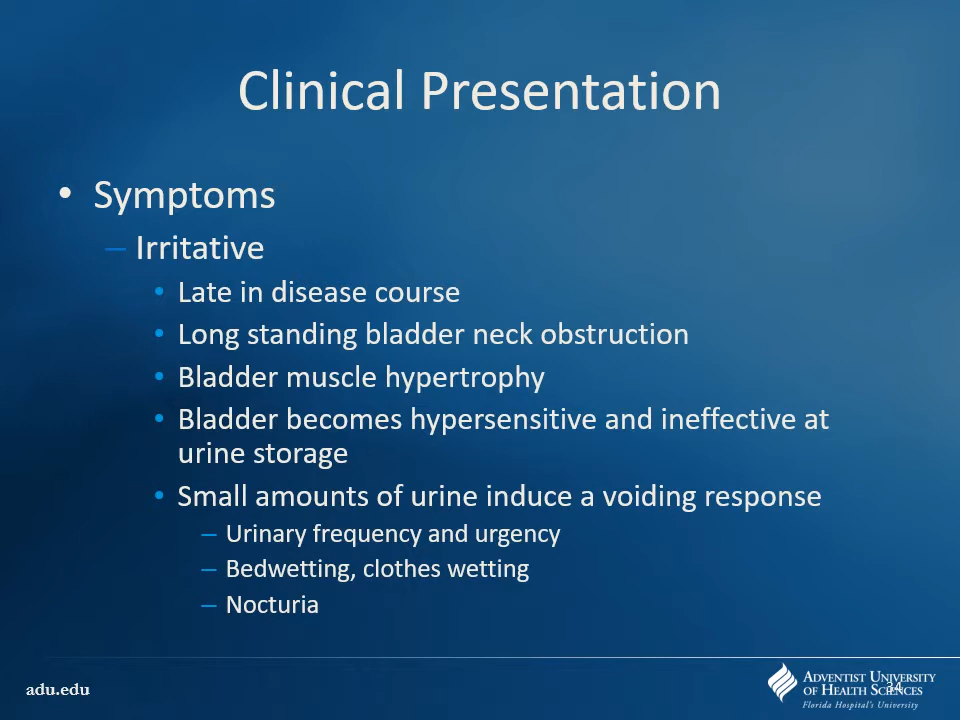 Clinical Presentation
• Symptoms
– Irritative
• Late in disease course
• Long standing bladder neck obstruction
• Bladder muscle hypertrophy
• Bladder becomes hypersensitive and ineffective at
urine storage
• Small amounts of urine induce a voiding response
– Urinary frequency and urgency
– Bedwetting, clothes wetting
– Nocturia
adu.edu
ADVENTIST UNIVERSITY
OF HEALTH SCIENCES
34
Florida Hospital's University